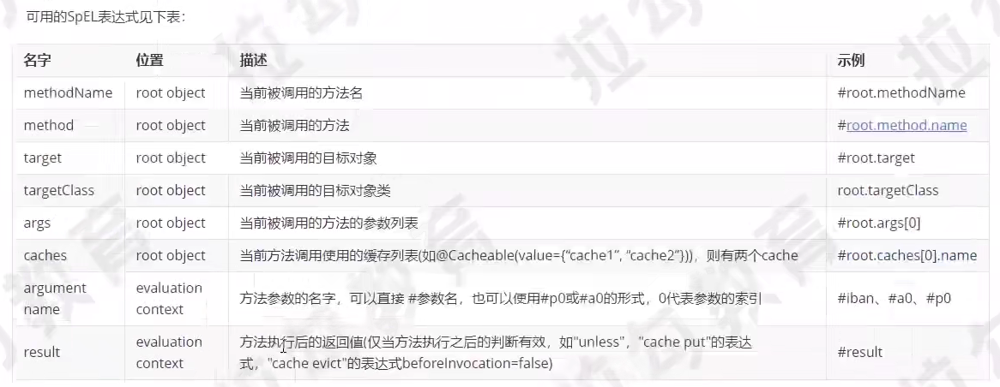 可用的SpEL表达式见下表：
名字 位置 描述 示例
methodName root object 当前被调用的方法名 #root.methodName
method root object 当前被调用的方法 #root.method.name
target root object 当前被调用的目标对象 #root.target
targetClass root object 当前被调用的目标对象类 root.targetClass
args root object 当前被调用的方法的参数列表 #root.args[0]
caches root object 当前方法调用使用的缓存列表(如@Cacheable(value={“cache1”, “cache2”}))，则有两个cache #root.caches[0].name
argument evaluation
name context 方法参数的名字，可以直接 #参数名，也可以使用#p0或#a0的形式，0代表参数的索引 #iban、#a0、#p0
result evaluation 方法执行后的返回值(仅当方法执行之后的判断有效，如"unless"，"cache put"的表达 #result
context 式，"cache evict"的表达式beforeInvocation=false)
拉勾教育